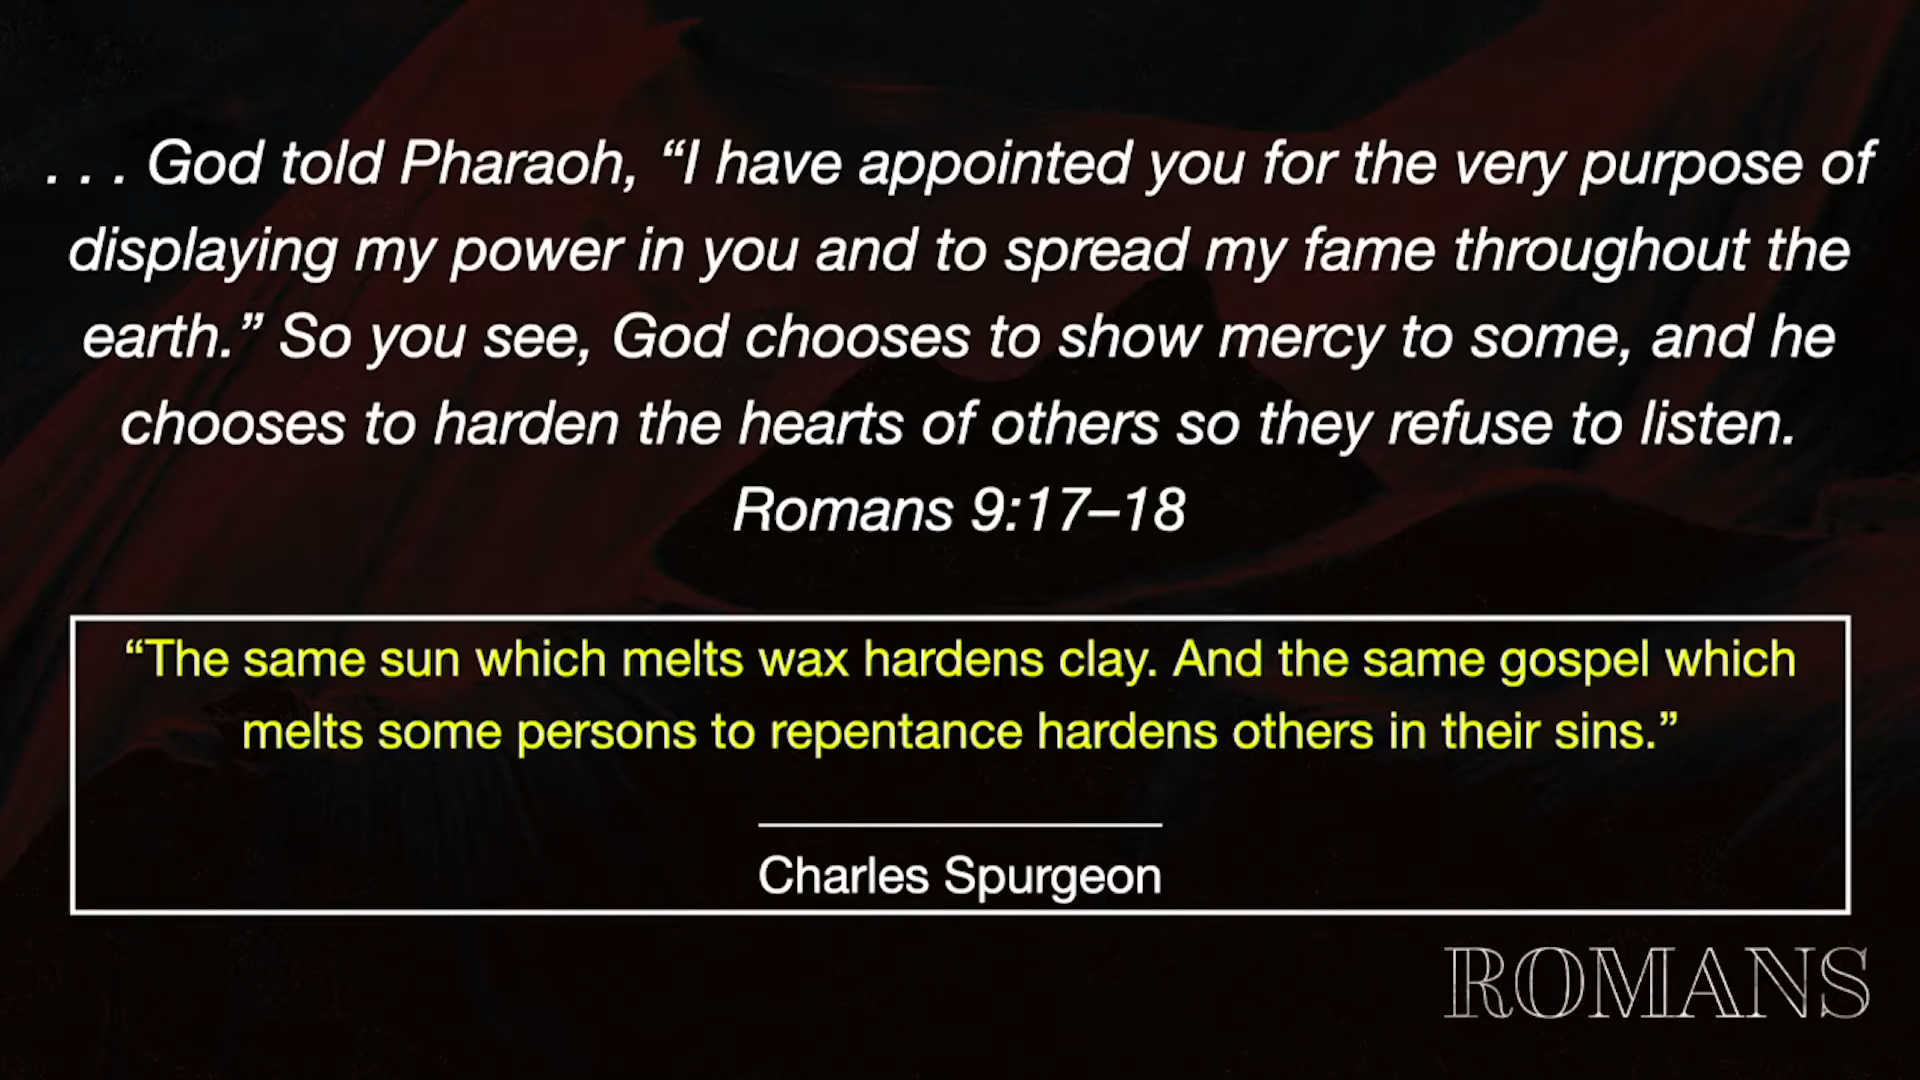 . . . God told Pharaoh, “I have appointed you for the very purpose of
displaying my power in you and to spread my fame throughout the
earth.” So you see, God chooses to show mercy to some, and he
chooses to harden the hearts of others so they refuse to listen.
Romans 9:17–18
“The same sun which melts wax hardens clay. And the same gospel which
melts some persons to repentance hardens others in their sins.”
Charles Spurgeon
ROMANS